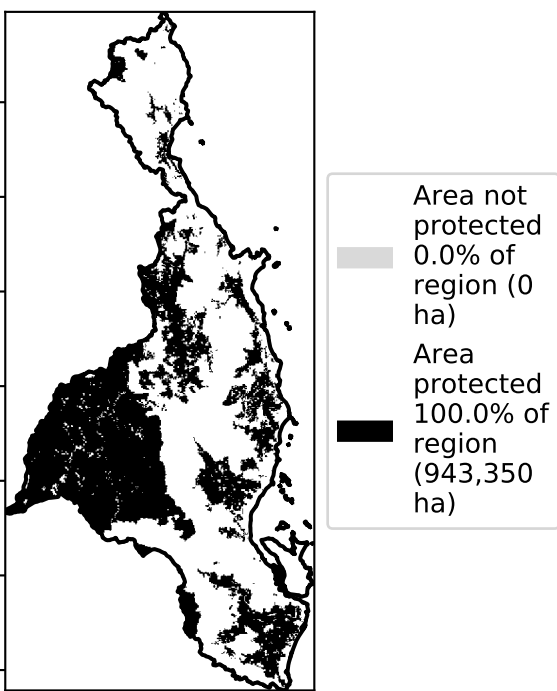 Area not
protected
0.0% of
region (0
ha)
Area
protected
100.0% of
region
(943,350
ha)